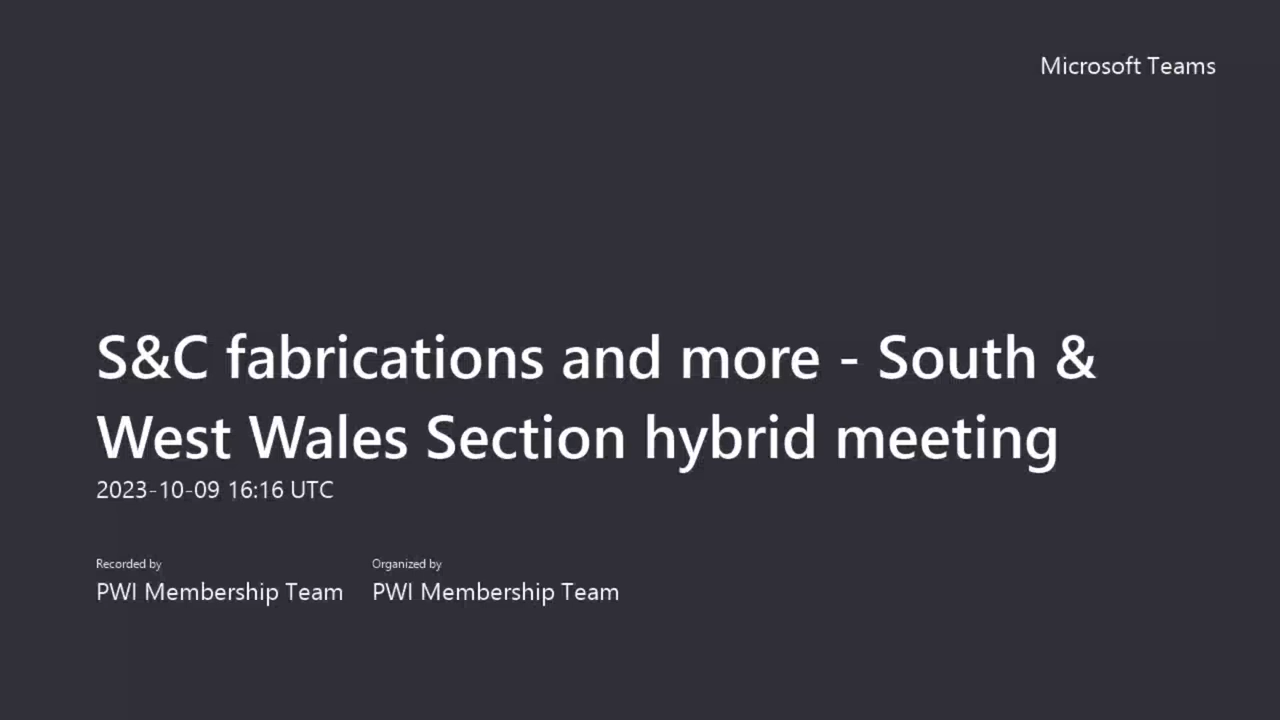 Microsoft Teams
S&C fabrications and more - South &
West Wales Section hybrid meeting
2023-10-09 16:16 UTC
Recorded by
PWI Membership Team
Organized by
PWI Membership Team